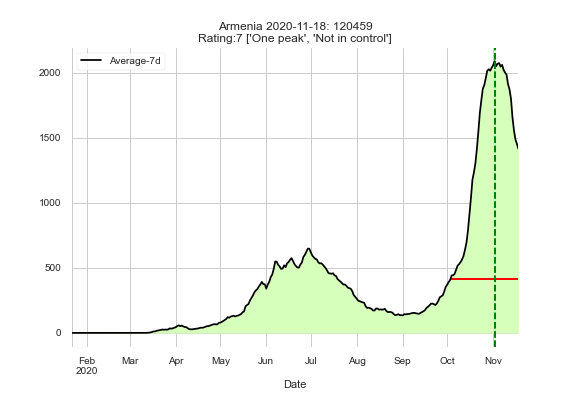 Armenia 2020-11-18: 120459
Rating:7 ['One peak', 'Not in control']
Average-7d
2000
1500
1000
500
0
Feb Mar Apr May Jun Jul Aug Sep Oct Nov
2020
Date